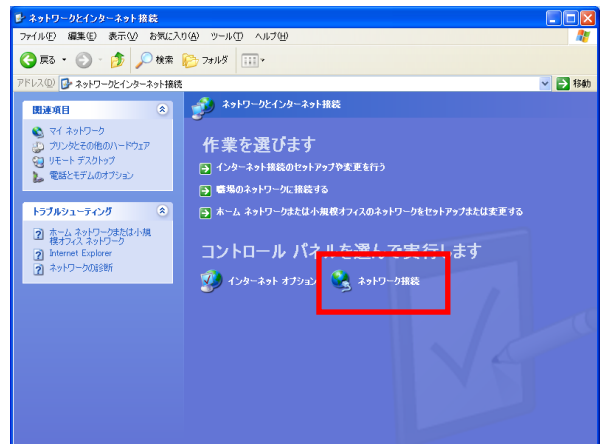 ネットワークとインターネット接続
ファイル(F) 編集(E) 表示(V) お気に入り(A) ツール(T) ヘルプ(H)
戻る 検索 フォルダ
アドレス(D) ネットワークとインターネット接続 移動
関連項目
マイ ネットワーク
プリンタとその他のハードウェア
リモート デスクトップ
電話とモデムのオプション
トラブルシューティング
ホーム ネットワークまたは小規
模オフィス ネットワーク
Internet Explorer
ネットワークの診断
ネットワークとインターネット接続
作業を選びます
インターネット接続のセットアップや変更を行う
職場のネットワークに接続する
ホーム ネットワークまたは小規模オフィスのネットワークをセットアップまたは変更する
コントロール パネルを選んで実行します
インターネット オプション
ネットワーク接続